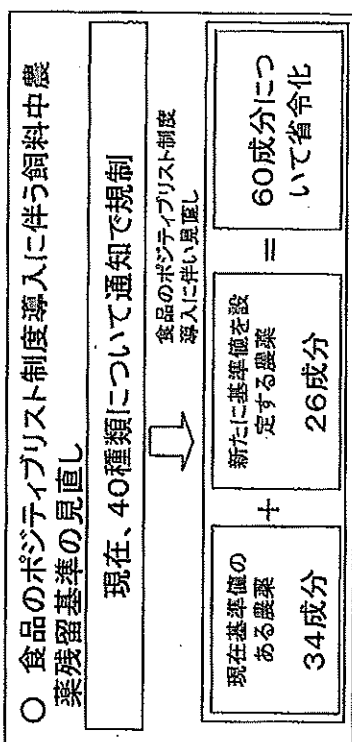 ○ 食品のポジティブリスト制度導入に伴う飼料中農
薬残留基準の見直し
現在、40種類について通知で規制
食品のポジティブリスト制度
導入に伴い見直し
現在基準値の
ある農薬
34成分
+
新たに基準値を設
定する農薬
26成分
=
60成分につ
いて省令化